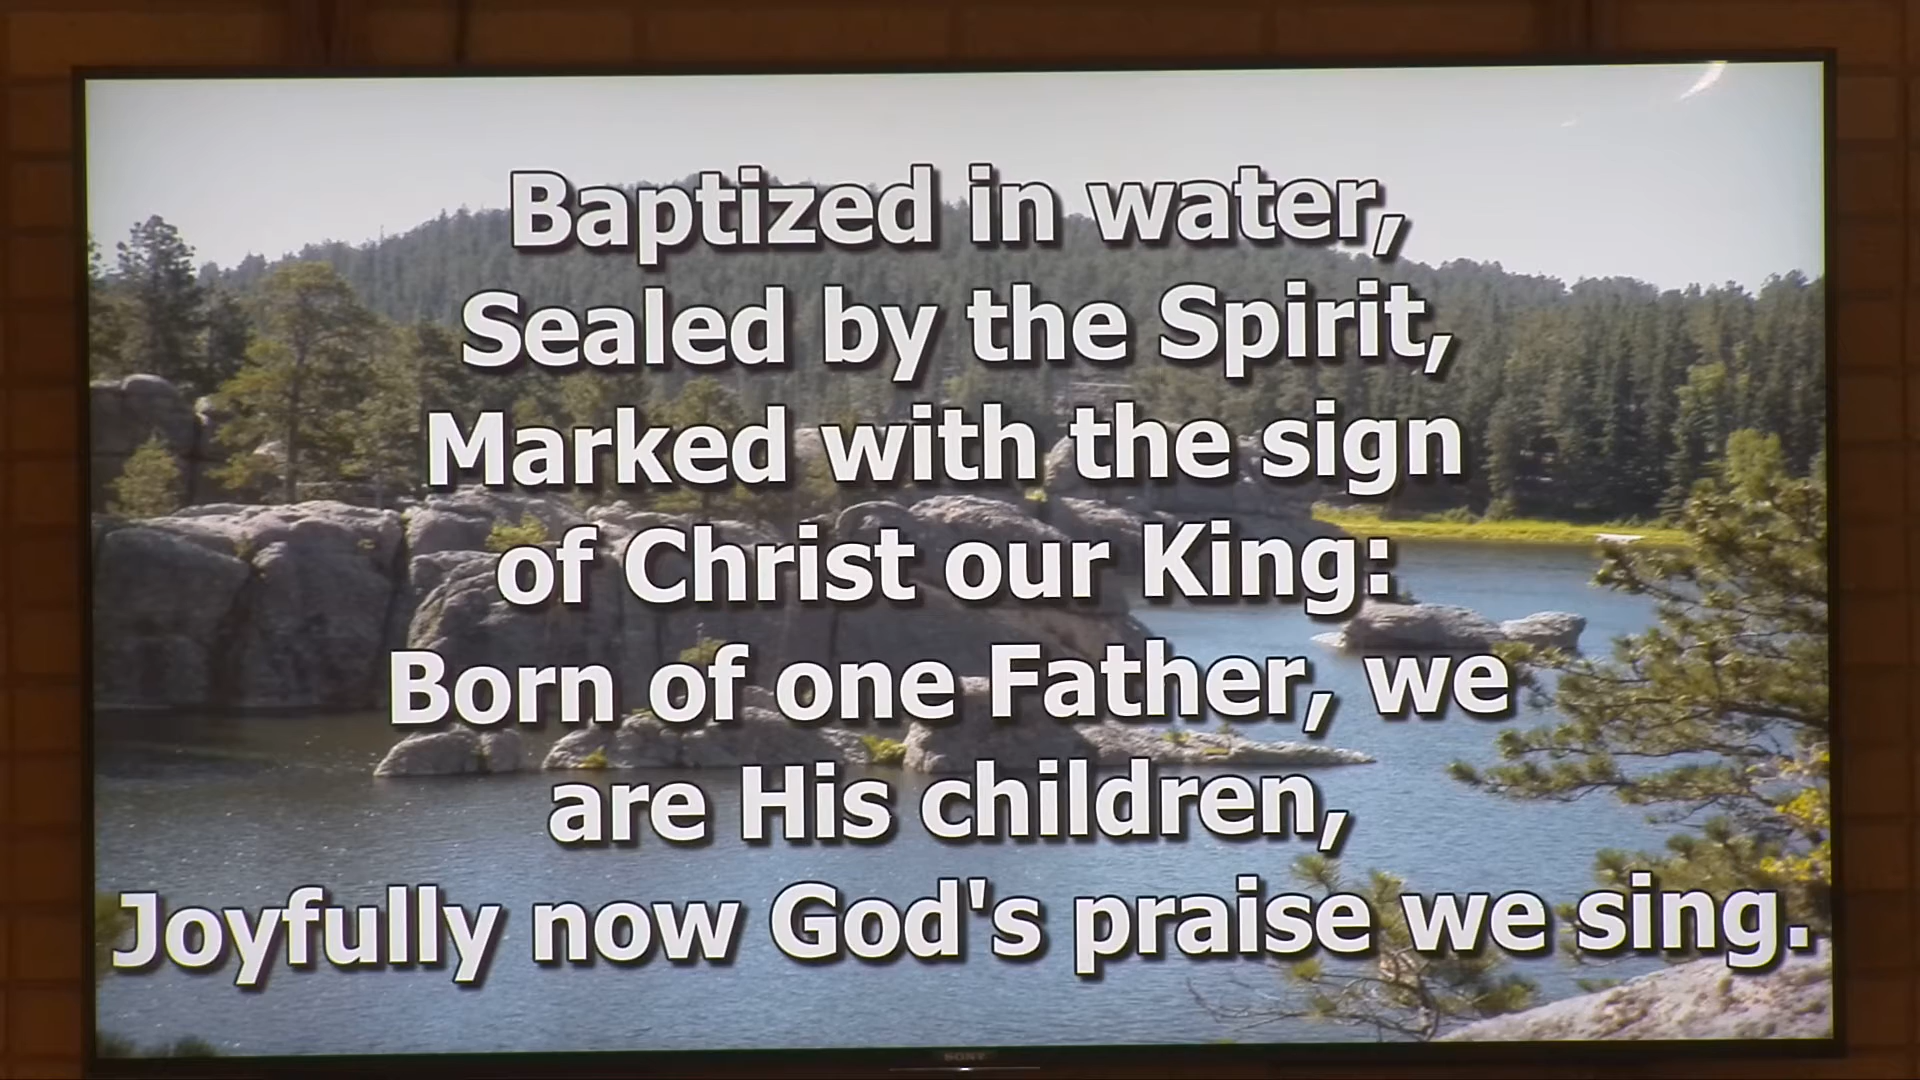 Baptized in water,
Sealed by the Spirit,
Marked with the sign
of Christ our King:
Born of one Father, we
are His children,
Joyfully now God's praise we sing.
SONY